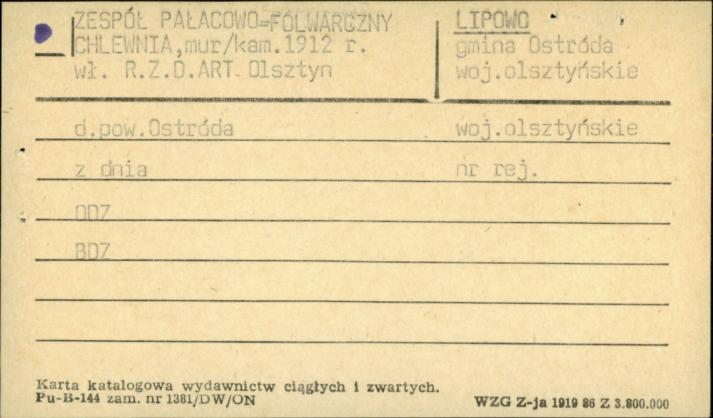 ZESPÓŁ PAŁACOWO-FOLWARCZNY
CHLEWNIA,mur/kam.1912 r.
wł. R.Z.D.ART Olsztyn
LIPOWO
gmina Ostróda
woj.olsztyńskie
d.pow.Ostróda woj.olsztyńskie
z dnia nr rej.
ODZ
BDZ
Karta katalogowa wydawnictw ciągłych i zwartych.
Pu-B-144 zam. nr 1381/DW/ON
WZG Z-ja 1919 86 Z 3.800.000